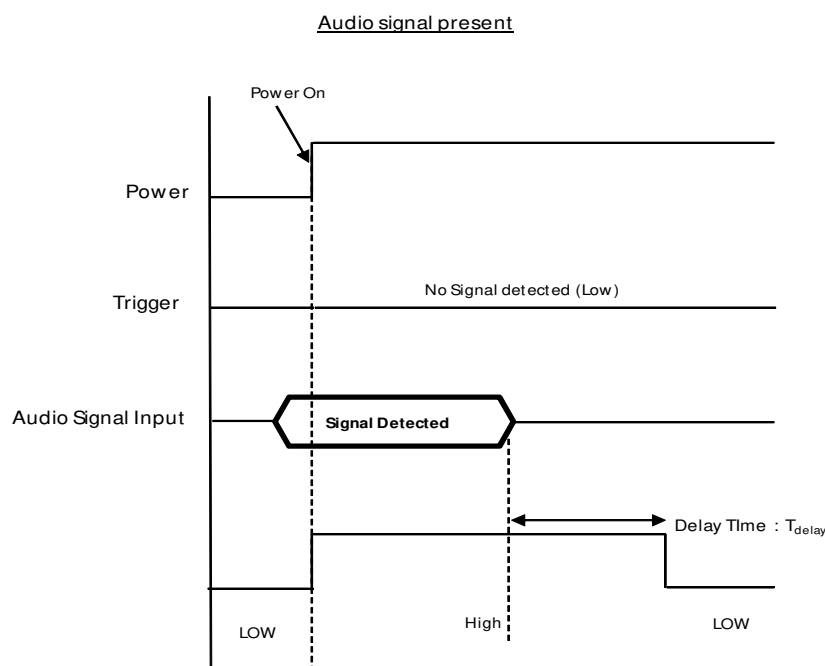 Audio signal present
Power On
Power
Trigger
No Signal detected (Low)
Audio Signal Input
Signal Detected
Delay TIme : Tdelay
LOW
High
LOW